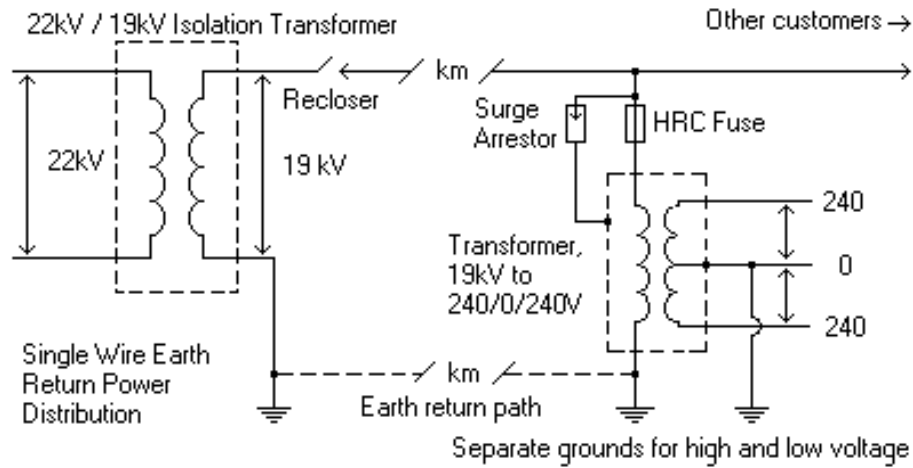 22kV / 19kV Isolation Transformer
Other customers →
km
Recloser
22kV
19 kV
Surge
Arrestor
HRC Fuse
Transformer,
19kV to
240/0/240V
240
0
240
Single Wire Earth
Return Power
Distribution
km
Earth return path
Separate grounds for high and low voltage